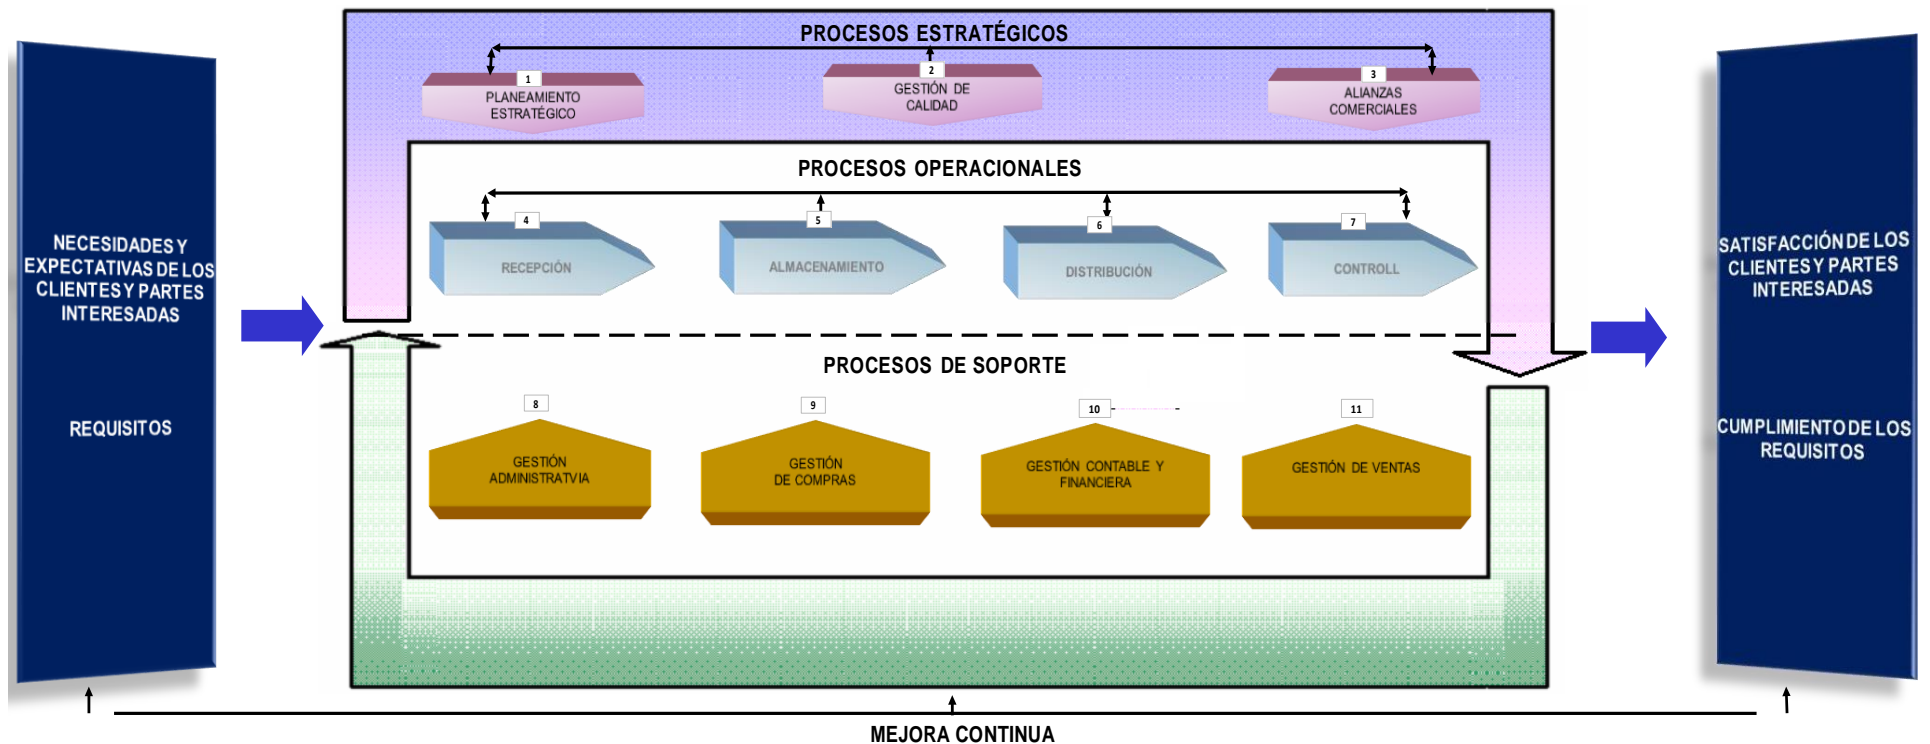 PROCESOS ESTRATÉGICOS
1
PLANEAMIENTO
ESTRATÉGICO
2
GESTIÓN DE
CALIDAD
3
ALIANZAS
COMERCIALES
NECESIDADES Y
EXPECTATIVAS DE LOS
CLIENTES Y PARTES
INTERESADAS
REQUISITOS
PROCESOS OPERACIONALES
4
RECEPCIÓN
5
ALMACENAMIENTO
6
DISTRIBUCIÓN
7
CONTROLL
PROCESOS DE SOPORTE
8
GESTIÓN
ADMINISTRATVIA
9
GESTIÓN
DE COMPRAS
10
GESTIÓN CONTABLE Y
FINANCIERA
11
GESTIÓN DE VENTAS
SATISFACCIÓN DE LOS
CLIENTES Y PARTES
INTERESADAS
CUMPLIMIENTO DE LOS
REQUISITOS
MEJORA CONTINUA